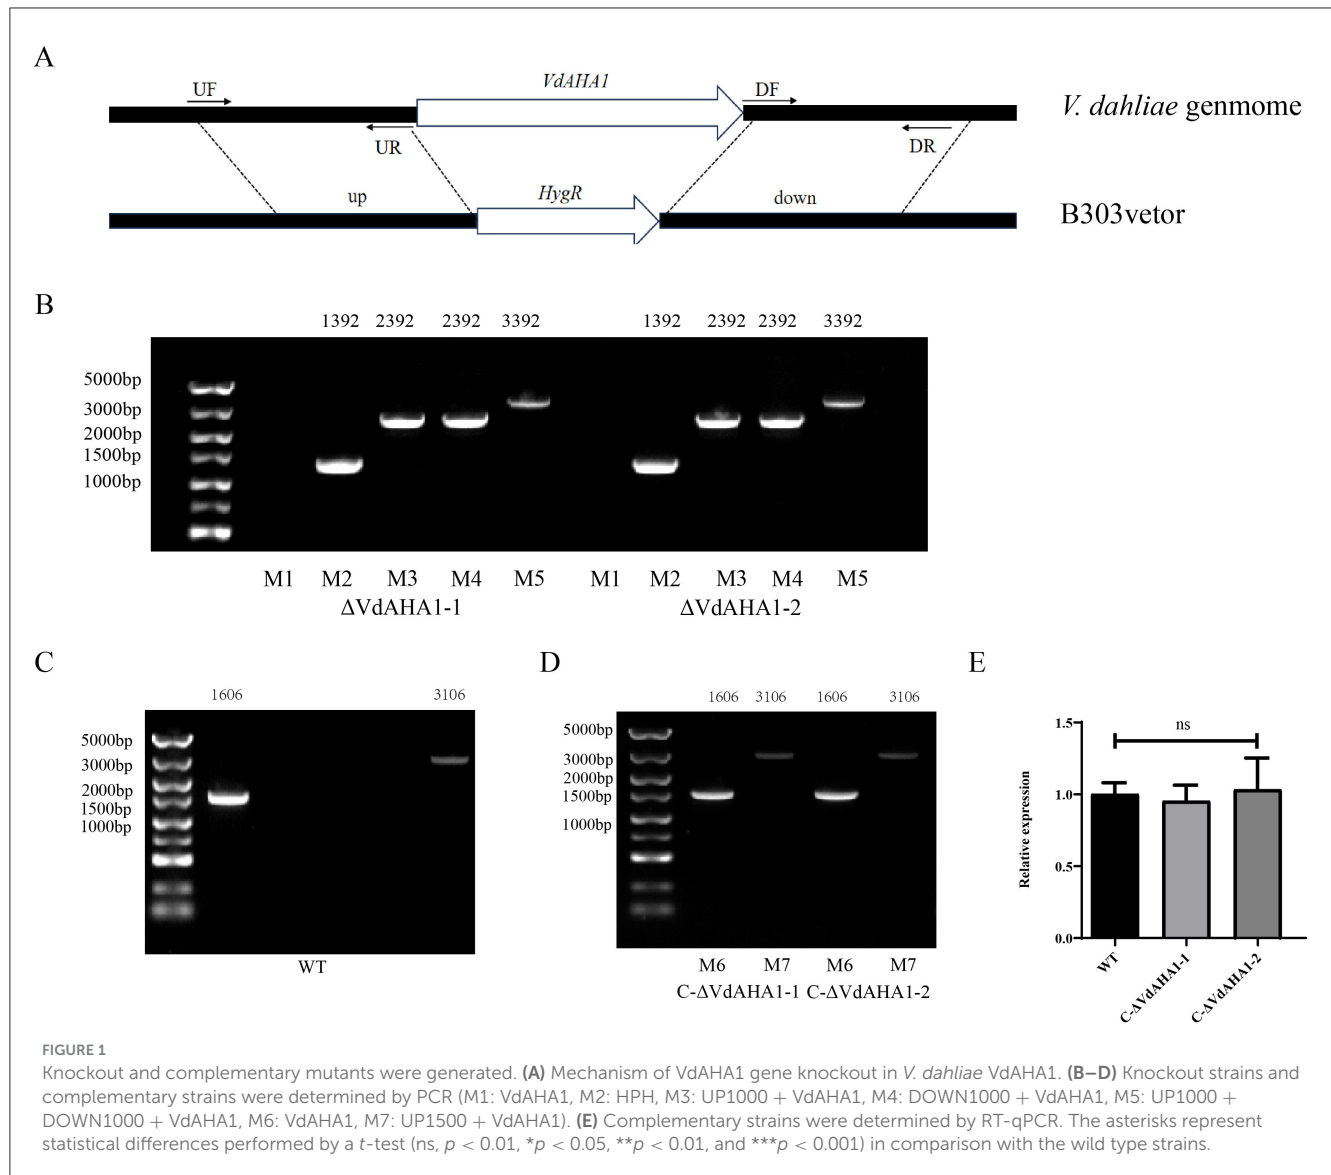 A
UF
VdAHA1
DF
V. dahliae genmome
UR
DR
up
HygR
down
B303vetor
B
1392 2392 2392 3392 1392 2392 2392 3392
5000bp
3000bp
2000bp
1500bp
1000bp
M1 M2 M3 M4 M5 M1 M2 M3 M4 M5
ΔVdAHA1-1 ΔVdAHA1-2
C
1606 3106
5000bp
3000bp
2000bp
1500bp
1000bp
WT
D
1606 3106 1606 3106
5000bp
3000bp
2000bp
1500bp
1000bp
M6 M7 M6 M7
C-ΔVdAHA1-1 C-ΔVdAHA1-2
E
Relative expression
1.5
1.0
0.5
0.0
ns
WT
C-ΔVdAHA1-1
C-ΔVdAHA1-2
FIGURE 1
Knockout and complementary mutants were generated. (A) Mechanism of VdAHA1 gene knockout in V. dahliae VdAHA1. (B–D) Knockout strains and
complementary strains were determined by PCR (M1: VdAHA1, M2: HPH, M3: UP1000 + VdAHA1, M4: DOWN1000 + VdAHA1, M5: UP1000 +
DOWN1000 + VdAHA1, M6: VdAHA1, M7: UP1500 + VdAHA1). (E) Complementary strains were determined by RT-qPCR. The asterisks represent
statistical differences performed by a t-test (ns, p < 0.01, *p < 0.05, **p < 0.01, and ***p < 0.001) in comparison with the wild type strains.